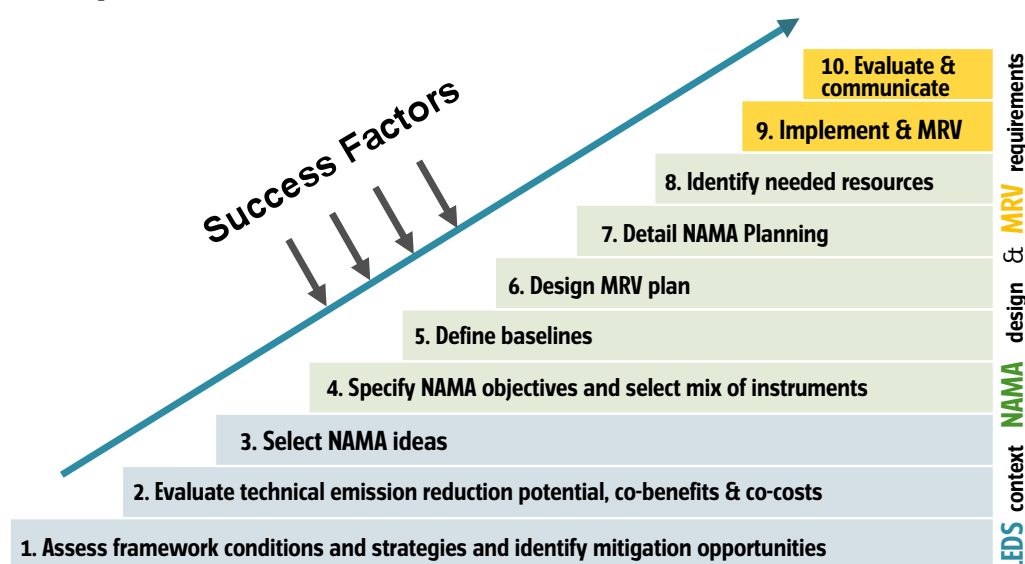 Success Factors
10. Evaluate &
communicate
9. Implement & MRV
8. Identify needed resources
7. Detail NAMA Planning
6. Design MRV plan
5. Define baselines
4. Specify NAMA objectives and select mix of instruments
3. Select NAMA ideas
2. Evaluate technical emission reduction potential, co-benefits & co-costs
1. Assess framework conditions and strategies and identify mitigation opportunities
LEDS context NAMA design & MRV requirements